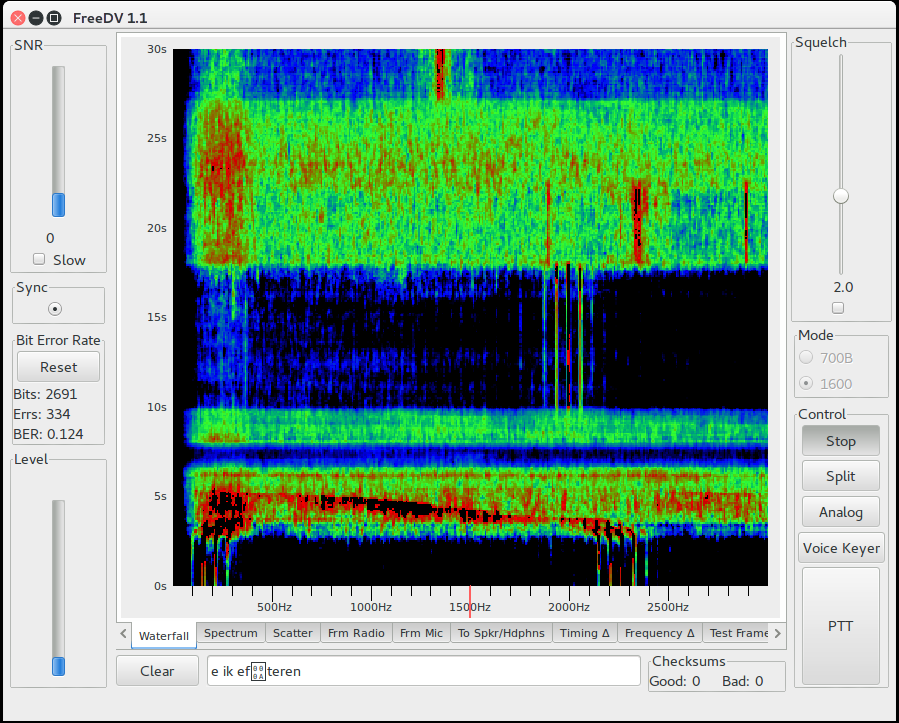 FreeDV 1.1
SNR
0
Slow
Sync
Bit Error Rate
Reset
Bits: 2691
Errs: 334
BER: 0.124
Level
30s
25s
20s
15s
10s
5s
0s
500Hz
1000Hz
1500Hz
2000Hz
2500Hz
Waterfall
Spectrum
Scatter
Frm Radio
Frm Mic
To Spkr/Hdphns
Timing Δ
Frequency Δ
Test Frame
Clear
e ik ef teren
Checksums
Good: 0 Bad: 0
Squelch
2.0
Mode
700B
1600
Control
Stop
Split
Analog
Voice Keyer
PTT